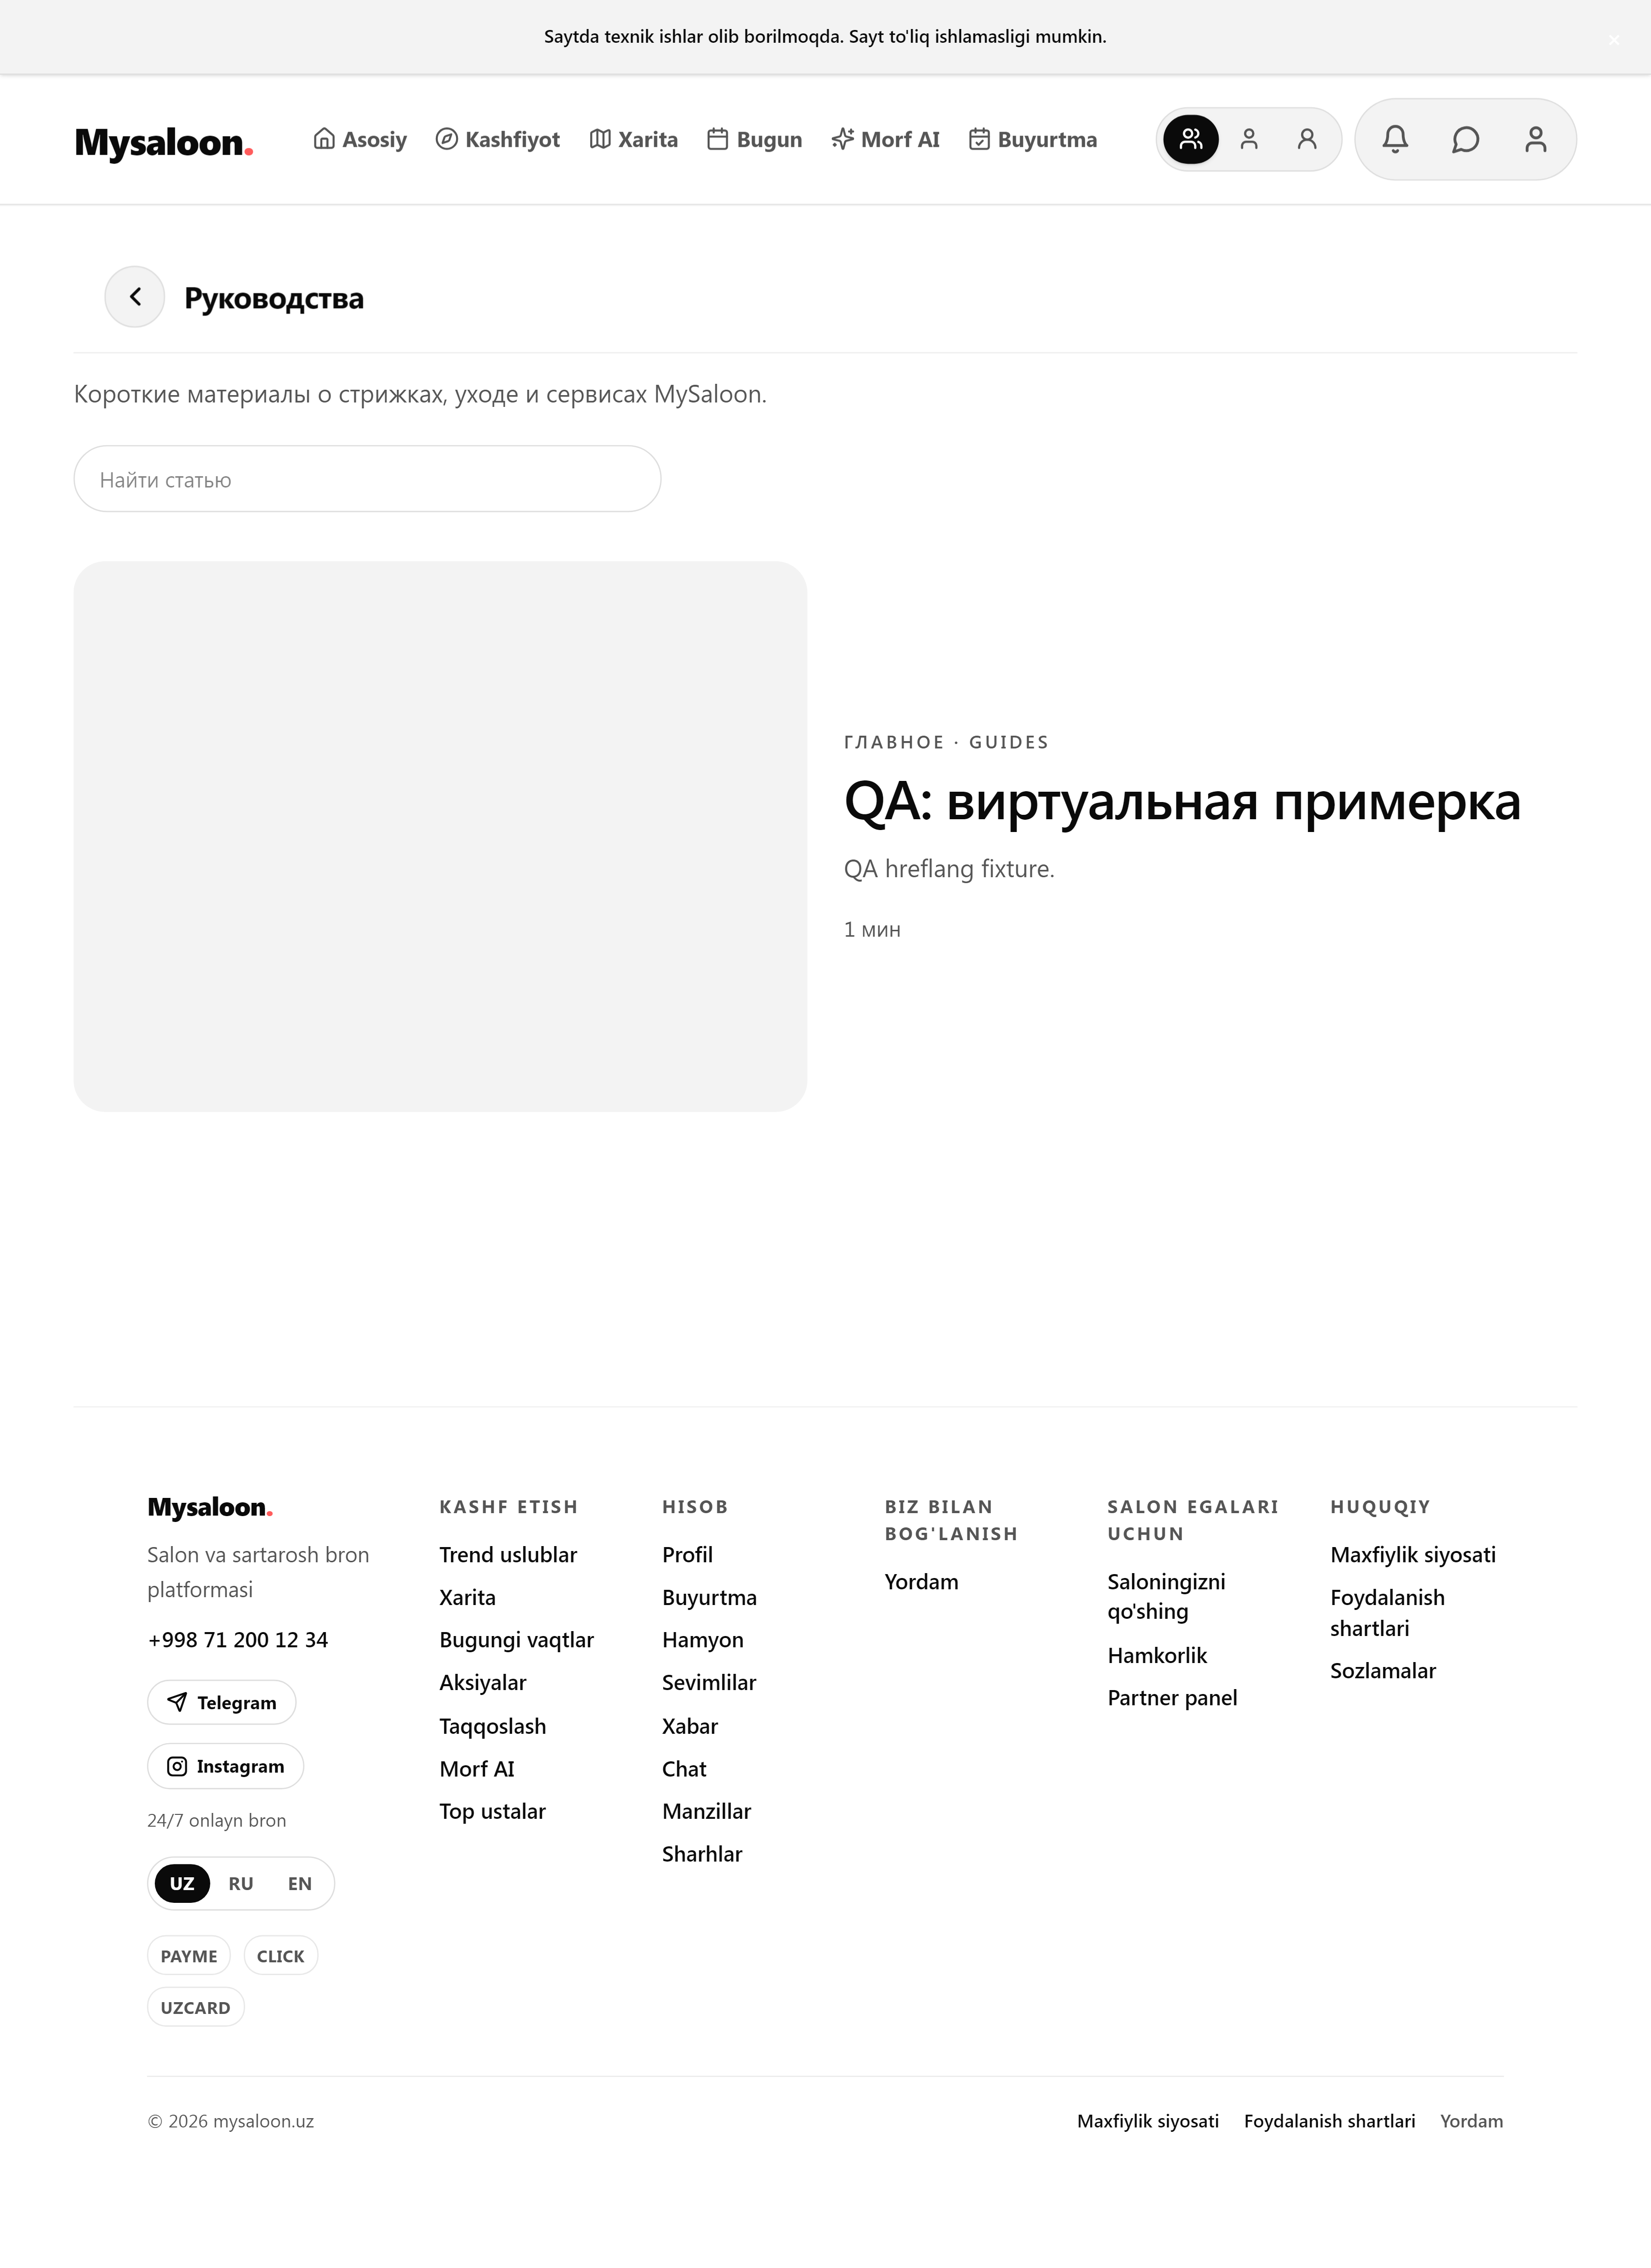 Saytda texnik ishlar olib borilmoqda. Sayt to'liq ishlamasligi mumkin.
×
Mysaloon.
Asosiy
Kashfiyot
Xarita
Bugun
Morf AI
Buyurtma
Руководства
Короткие материалы о стрижках, уходе и сервисах MySaloon.
Найти статью
ГЛАВНОЕ · GUIDES
QA: виртуальная примерка
QA hreflang fixture.
1 мин
Mysaloon.
Salon va sartarosh bron
platformasi
+998 71 200 12 34
Telegram
Instagram
24/7 onlayn bron
UZ RU EN
PAYME CLICK
UZCARD
KASHF ETISH
Trend uslublar
Xarita
Bugungi vaqtlar
Aksiyalar
Taqqoslash
Morf AI
Top ustalar
HISOB
Profil
Buyurtma
Hamyon
Sevimlilar
Xabar
Chat
Manzillar
Sharhlar
BIZ BILAN
BOG'LANISH
Yordam
SALON EGALARI
UCHUN
Saloningizni
qo'shing
Hamkorlik
Partner panel
HUQUQIY
Maxfiylik siyosati
Foydalanish
shartlari
Sozlamalar
© 2026 mysaloon.uz
Maxfiylik siyosati Foydalanish shartlari Yordam